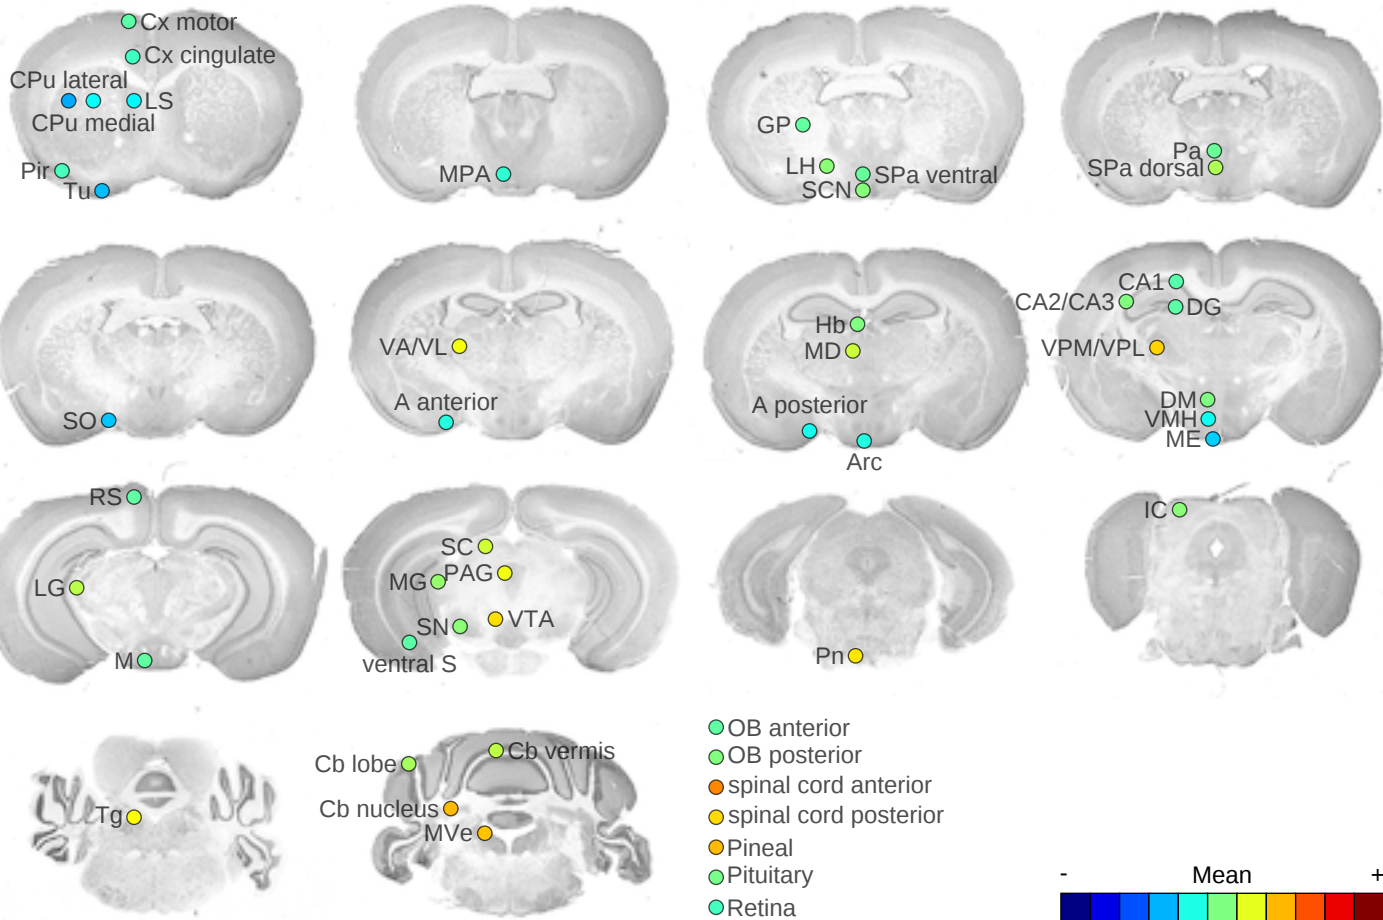 Cx motor
Cx cingulate
CPu lateral
LS
CPu medial
Pir
Tu
MPA
GP
LH
SPa ventral
SCN
Pa
SPa dorsal
SO
VA/VL
A anterior
Hb
MD
A posterior
Arc
CA1
CA2/CA3
DG
VPM/VPL
DM
VMH
ME
RS
LG
M
SC
MG
PAG
SN
VTA
ventral S
Pn
IC
Tg
Cb lobe
Cb vermis
Cb nucleus
MVe
OB anterior
OB posterior
spinal cord anterior
spinal cord posterior
Pineal
Pituitary
Retina
- Mean +